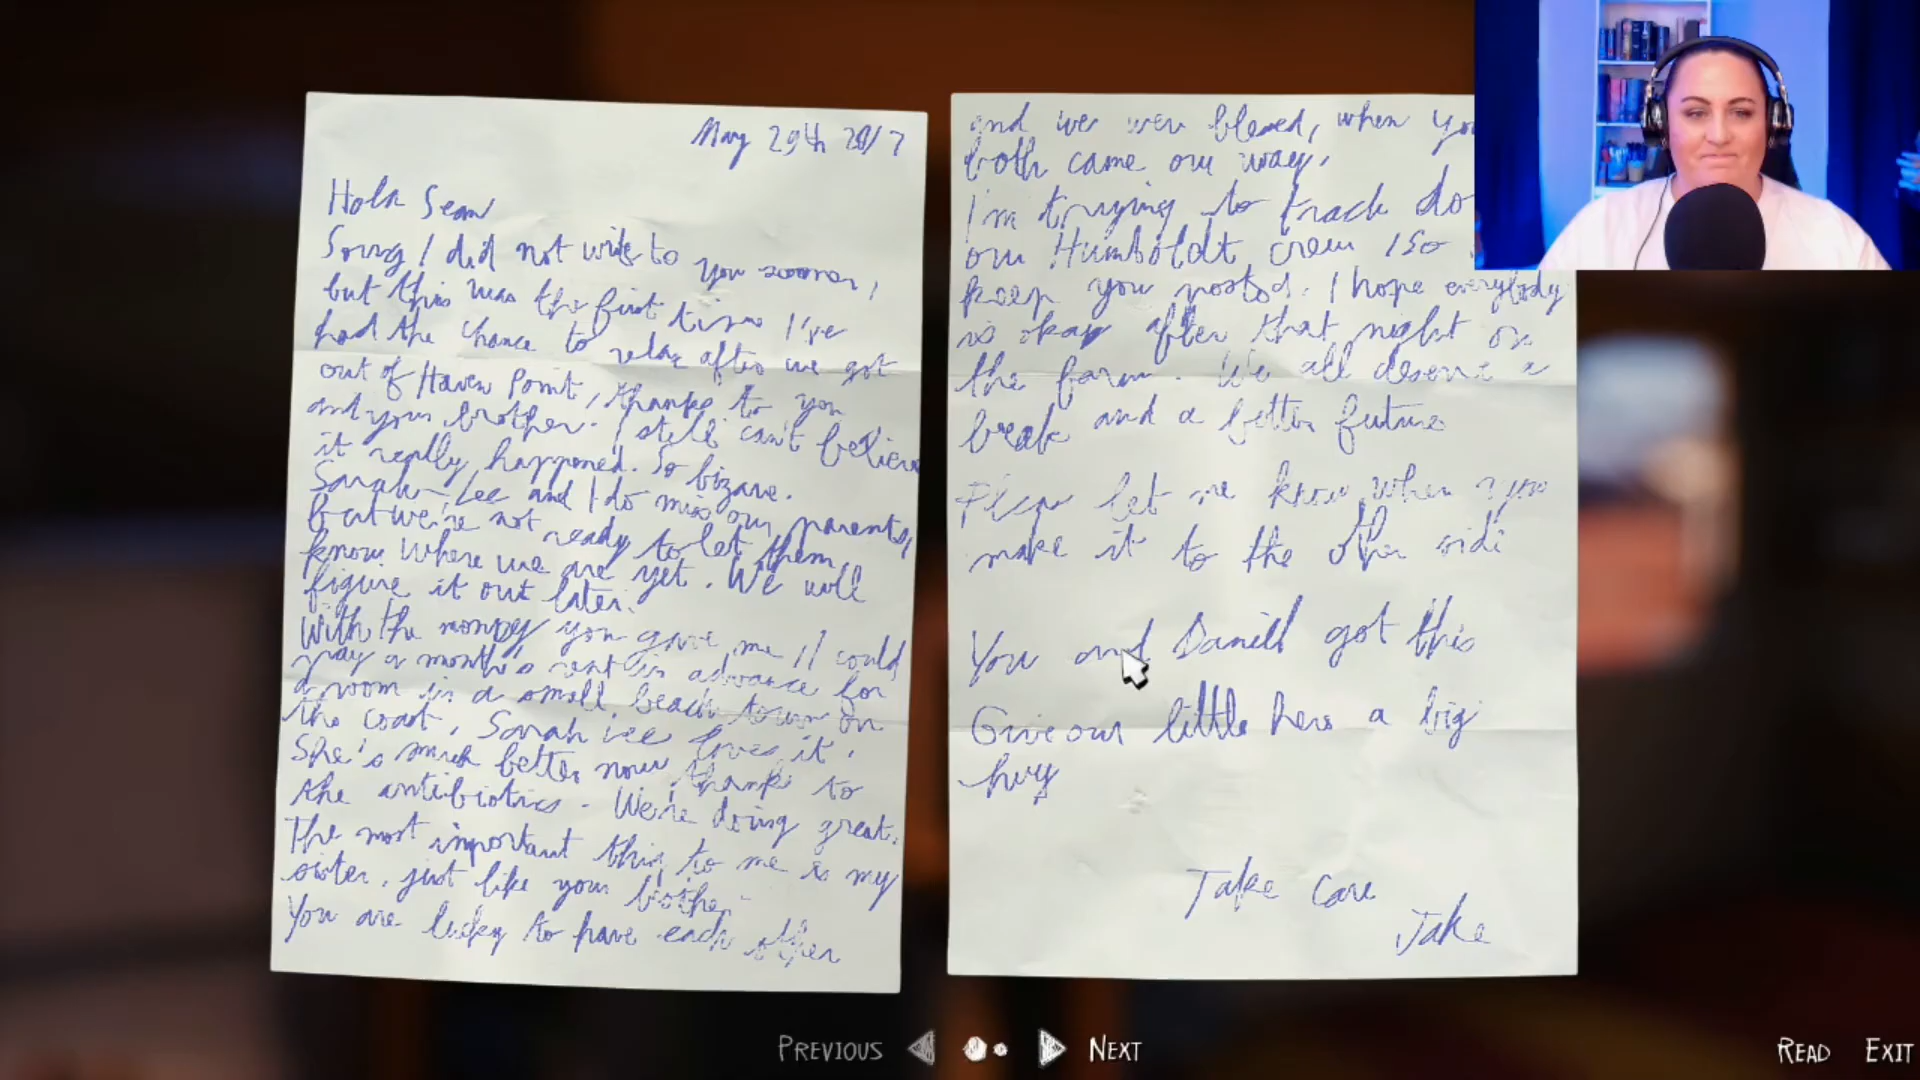 May 29th 2017
Hola Sean
Sorry I did not write to you sooner,
but this was the first time I've
had the chance to relax after we got
out of Haven Point, thanks to you
and your brother. I still can't believe
it really happened. So bizare.
Sarah-Lee and I do miss our parents,
but we're not ready to let them
know where we are yet. We will
figure it out later.
With the money you gave me I could
pay a month's rent in advance for
a room in a small beach town on
the coast, Sarah Lee loves it.
She's much better now thanks to
the antibiotics. We're doing great.
The most important thing to me is my
sister, just like your brother.
You are lucky to have each other
and we were blessed, when you
both came our way.
I'm trying to track do
our Humboldt crew I so
keep you posted. I hope everybody
is okay after that night on
the farm. We all deserve a
break and a better future
Please let me know when you
make it to the other side
You and Daniel got this
Give our little hero a big
hug
Take Care
Jake
PREVIOUS NEXT
READ EXIT